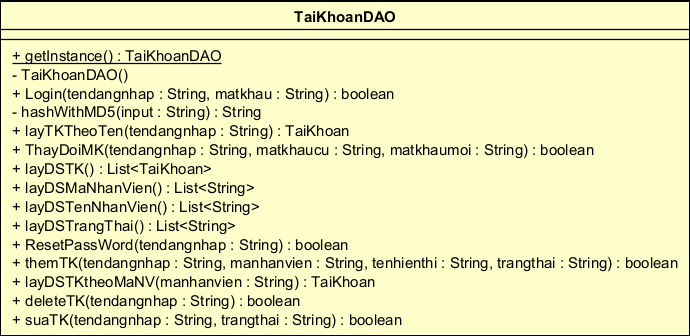 TaiKhoanDAO
+ getInstance() : TaiKhoanDAO
- TaiKhoanDAO()
+ Login(tendangnhap : String, matkhau : String) : boolean
- hashWithMD5(input : String) : String
+ layTKTheoTen(tendangnhap : String) : TaiKhoan
+ ThayDoiMK(tendangnhap : String, matkhaucu : String, matkhaumoi : String) : boolean
+ layDSTK() : List<TaiKhoan>
+ layDSMaNhanVien() : List<String>
+ layDSTenNhanVien() : List<String>
+ layDSTrangThai() : List<String>
+ ResetPassWord(tendangnhap : String) : boolean
+ themTK(tendangnhap : String, manhanvien : String, tenhienthi : String, trangthai : String) : boolean
+ layDSTKtheoMaNV(manhanvien : String) : TaiKhoan
+ deleteTK(tendangnhap : String) : boolean
+ suaTK(tendangnhap : String, trangthai : String) : boolean